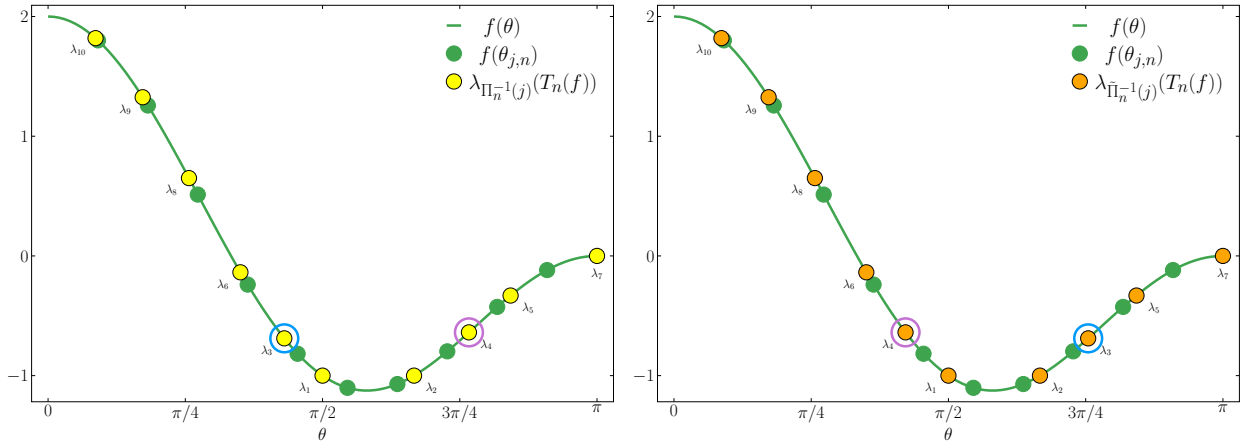 2
1
0
−1
f(θ)
f(θ_{j,n})
λ_{Π_n^{−1}(j)}(T_n(f))
λ₁₀
λ₉
λ₈
λ₆
λ₃
λ₁
λ₂
λ₄
λ₅
λ₇
0 π/4 π/2 3π/4 π
θ
2
1
0
−1
f(θ)
f(θ_{j,n})
λ_{Π̃_n^{−1}(j)}(T_n(f))
λ₁₀
λ₉
λ₈
λ₆
λ₄
λ₁
λ₂
λ₃
λ₅
λ₇
0 π/4 π/2 3π/4 π
θ